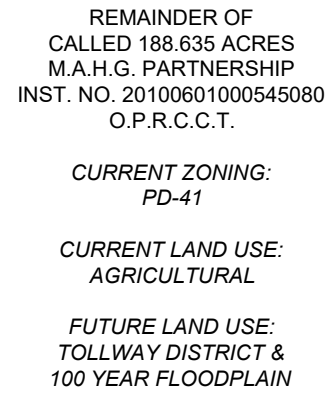 REMAINDER OF
CALLED 188.635 ACRES
M.A.H.G. PARTNERSHIP
INST. NO. 20100601000545080
O.P.R.C.C.T.
CURRENT ZONING:
PD-41
CURRENT LAND USE:
AGRICULTURAL
FUTURE LAND USE:
TOLLWAY DISTRICT &
100 YEAR FLOODPLAIN